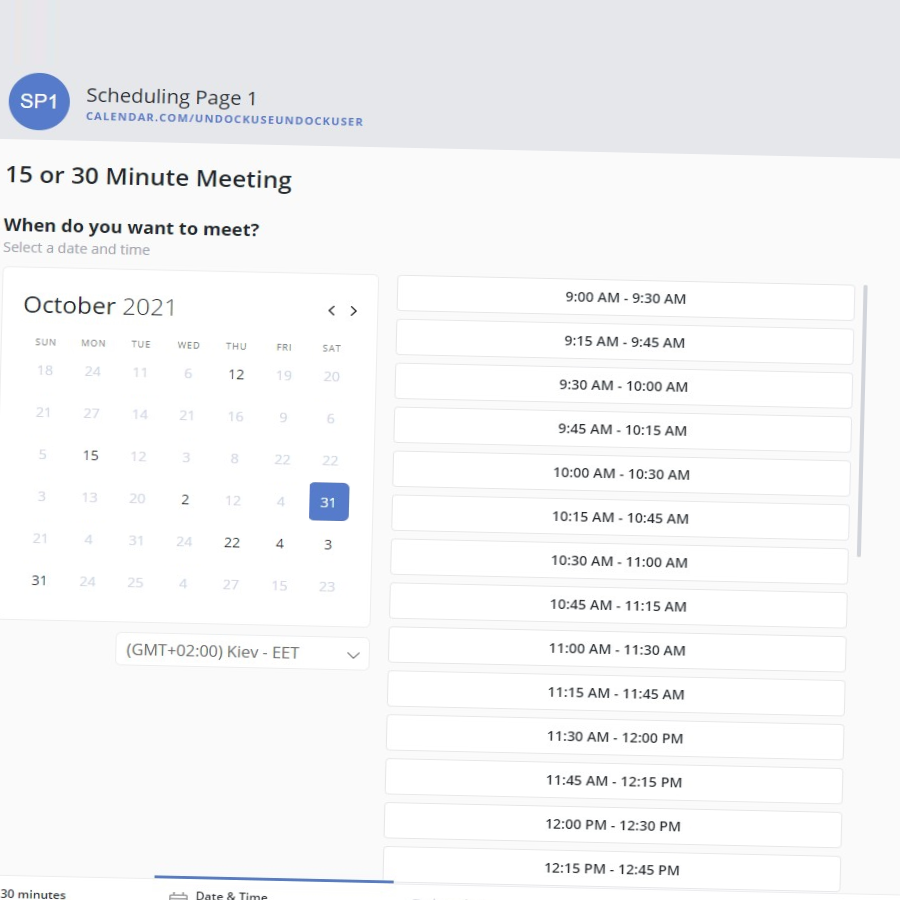 SP1
Scheduling Page 1
CALENDAR.COM/UNDOCKUSEUNDOCKUSER
15 or 30 Minute Meeting
When do you want to meet?
Select a date and time
October 2021
SUN MON TUE WED THU FRI SAT
18 24 11 6 12 19 20
21 27 14 21 16 9 6
5 15 12 3 8 22 22
3 13 20 2 12 4 31
21 4 31 24 22 4 3
31 24 25 4 27 15 23
(GMT+02:00) Kiev - EET
9:00 AM - 9:30 AM
9:15 AM - 9:45 AM
9:30 AM - 10:00 AM
9:45 AM - 10:15 AM
10:00 AM - 10:30 AM
10:15 AM - 10:45 AM
10:30 AM - 11:00 AM
10:45 AM - 11:15 AM
11:00 AM - 11:30 AM
11:15 AM - 11:45 AM
11:30 AM - 12:00 PM
11:45 AM - 12:15 PM
12:00 PM - 12:30 PM
12:15 PM - 12:45 PM
30 minutes
Date & Time